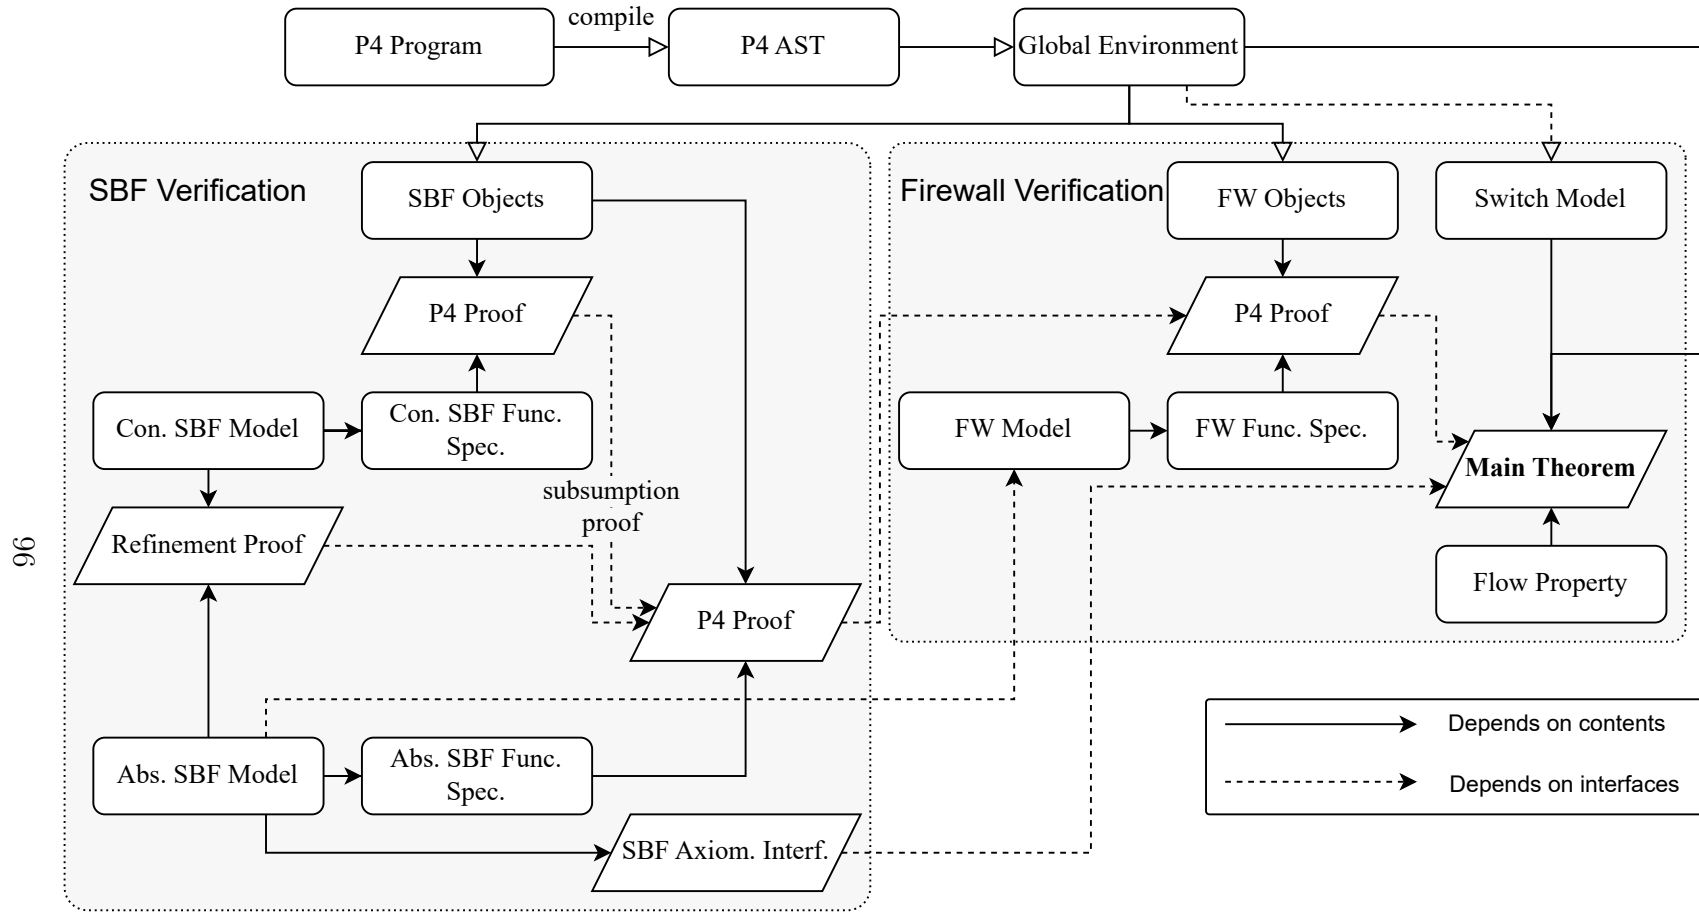 compile
P4 Program
P4 AST
Global Environment
SBF Verification
SBF Objects
P4 Proof
Con. SBF Model
Con. SBF Func.
Spec.
subsumption
proof
Refinement Proof
P4 Proof
Abs. SBF Model
Abs. SBF Func.
Spec.
SBF Axiom. Interf.
Firewall Verification
FW Objects
Switch Model
P4 Proof
FW Model
FW Func. Spec.
Main Theorem
Flow Property
Depends on contents
Depends on interfaces
96